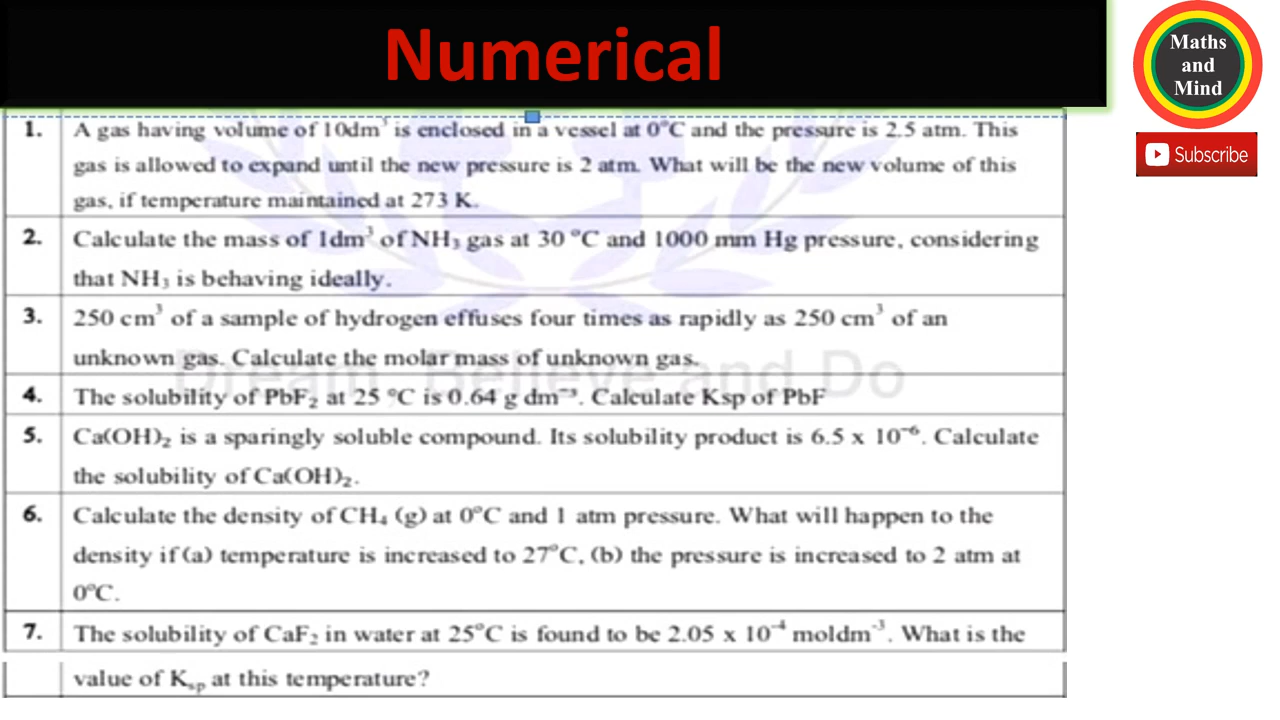 Numerical
Maths
and
Mind
Subscribe
1. A gas having volume of 10dm³ is enclosed in a vessel at 0°C and the pressure is 2.5 atm. This
gas is allowed to expand until the new pressure is 2 atm. What will be the new volume of this
gas, if temperature maintained at 273 K.
2. Calculate the mass of 1dm³ of NH₃ gas at 30 °C and 1000 mm Hg pressure, considering
that NH₃ is behaving ideally.
3. 250 cm³ of a sample of hydrogen effuses four times as rapidly as 250 cm³ of an
unknown gas. Calculate the molar mass of unknown gas.
Dream, Believe and Do
4. The solubility of PbF₂ at 25 °C is 0.64 g dm⁻³. Calculate Ksp of PbF
5. Ca(OH)₂ is a sparingly soluble compound. Its solubility product is 6.5 x 10⁻⁶. Calculate
the solubility of Ca(OH)₂.
6. Calculate the density of CH₄ (g) at 0°C and 1 atm pressure. What will happen to the
density if (a) temperature is increased to 27°C, (b) the pressure is increased to 2 atm at
0°C.
7. The solubility of CaF₂ in water at 25°C is found to be 2.05 x 10⁻⁴ moldm⁻³. What is the
value of Kₛₚ at this temperature?